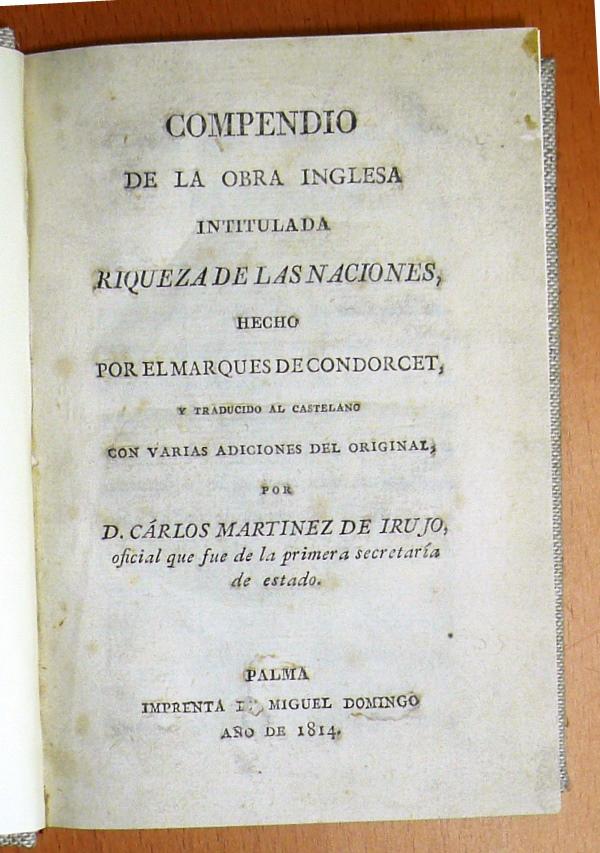 COMPENDIO
DE LA OBRA INGLESA
INTITULADA
RIQUEZA DE LAS NACIONES,
HECHO
POR EL MARQUES DE CONDORCET,
Y TRADUCIDO AL CASTELANO
CON VARIAS ADICIONES DEL ORIGINAL,
POR
D. CÁRLOS MARTINEZ DE IRUJO,
oficial que fue de la primera secretaría
de estado.
PALMA
IMPRENTA MIGUEL DOMINGO
AÑO DE 1814.